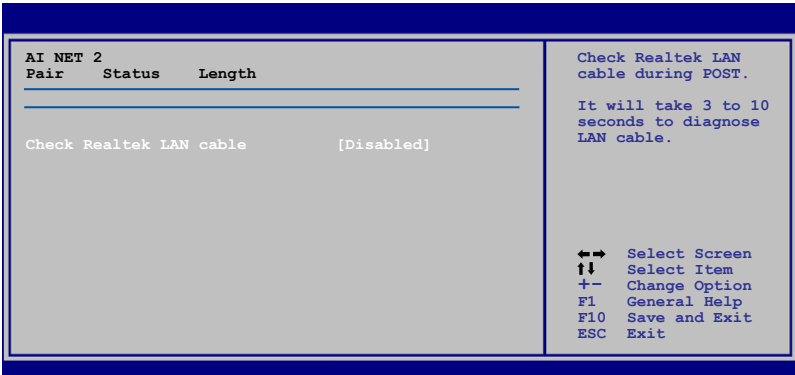 AI NET 2
Pair Status Length
Check Realtek LAN cable [Disabled]
Check Realtek LAN
cable during POST.
It will take 3 to 10
seconds to diagnose
LAN cable.
←→ Select Screen
↑↓ Select Item
+- Change Option
F1 General Help
F10 Save and Exit
ESC Exit